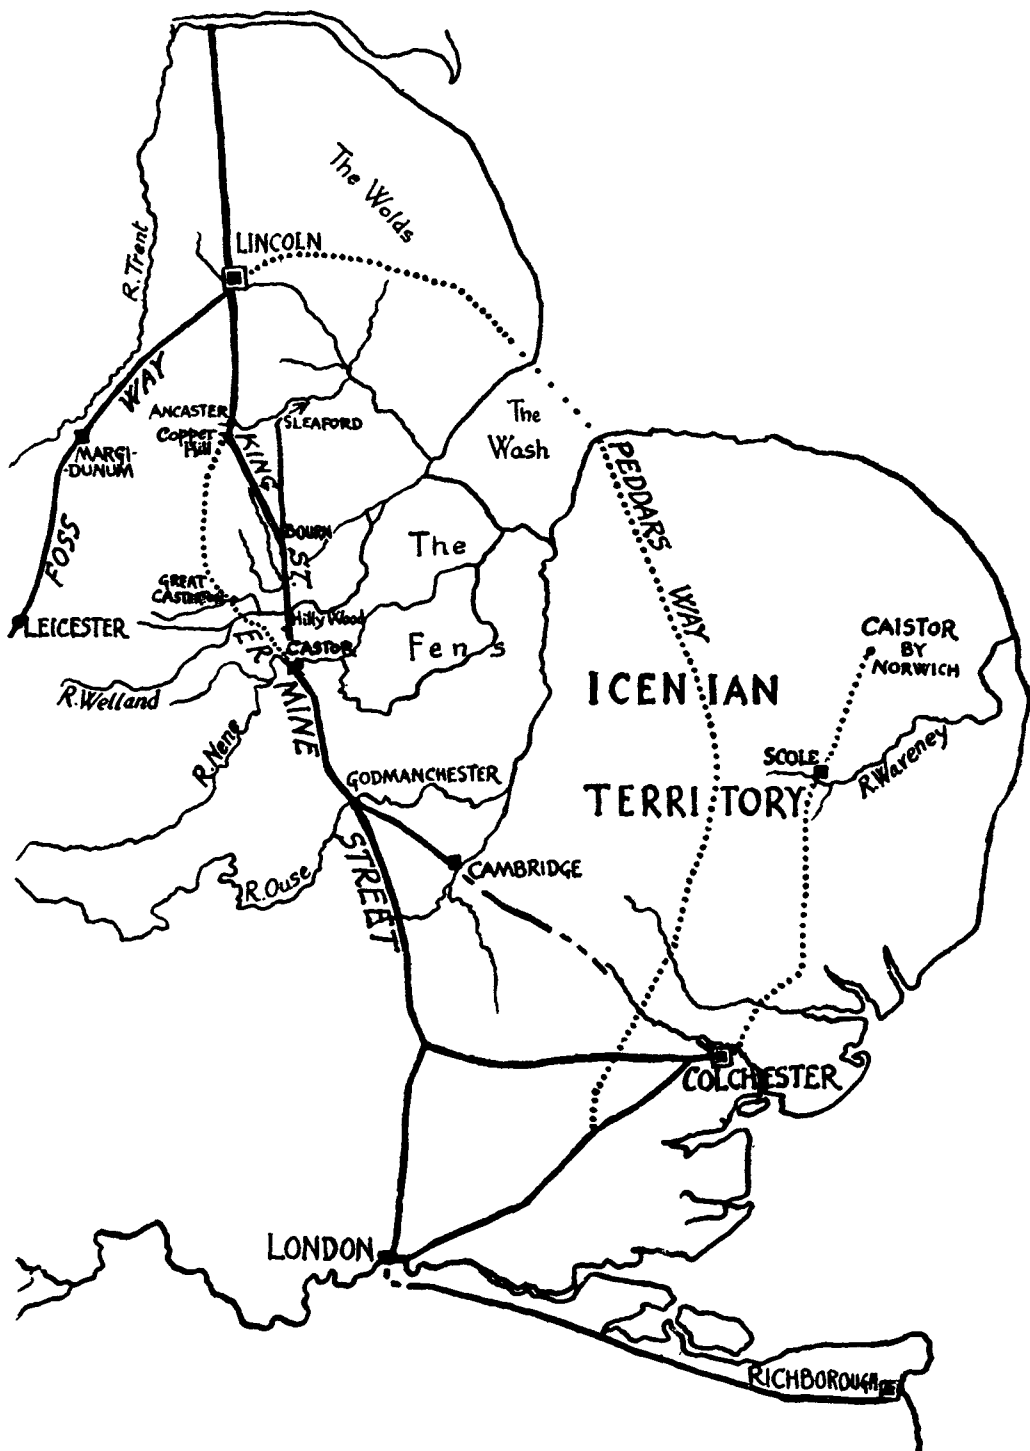 The Wolds
R. Trent
LINCOLN
WAY
ANCASTER
Copper
Hill
KING
SLEAFORD
The
Wash
MARGI-
-DUNUM
PEDDARS
WAY
FOSS
BOURN
ST.
The
GREAT
CASTERTON
LEICESTER
Hilly Wood
CASTOR
Fens
CAISTOR
BY
NORWICH
R. Welland
ER
MINE
ICENIAN
R. Nene
SCOLE
R. Waveney
GODMANCHESTER
TERRITORY
STREET
R. Ouse
CAMBRIDGE
COLCHESTER
LONDON
RICHBOROUGH